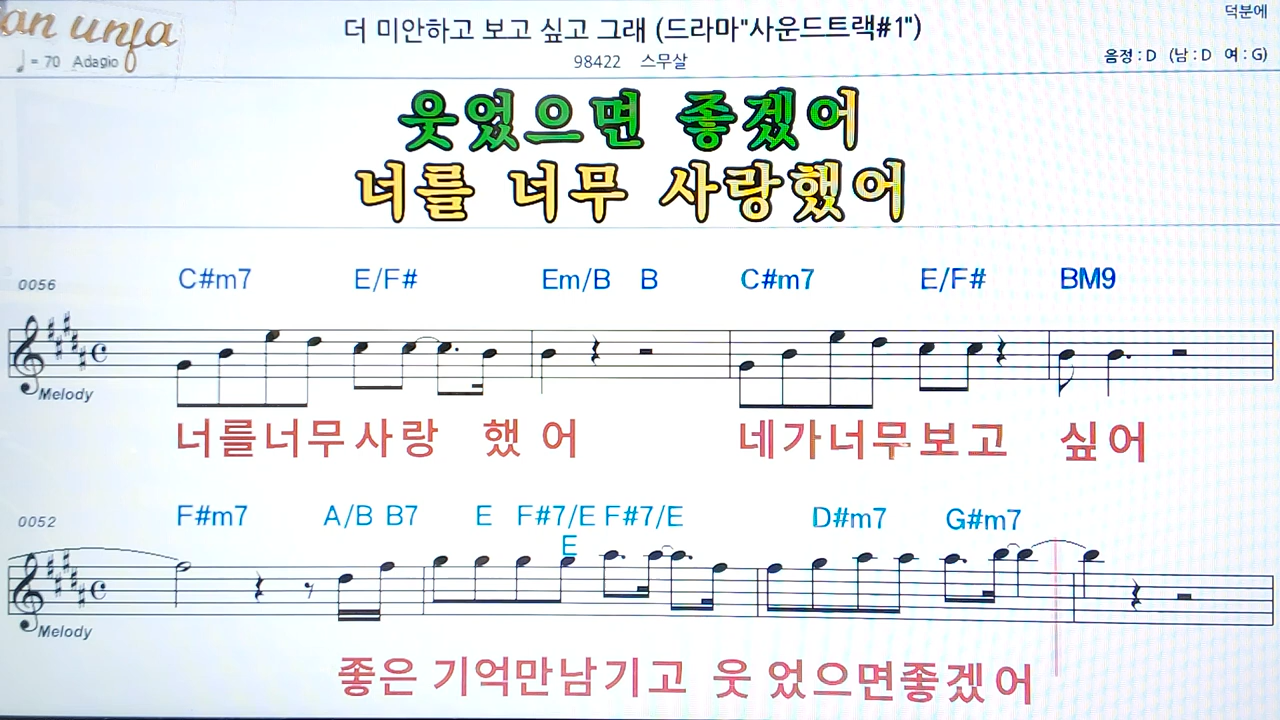 더 미안하고 보고 싶고 그래 (드라마"사운드트랙#1")
덕분에
♩ = 70 Adagio
98422 스무살
음정 : D (남 : D 여 : G)
웃었으면 좋겠어
너를 너무 사랑했어
0056 C#m7 E/F# Em/B B C#m7 E/F# BM9
Melody
너를너무사랑 했 어 네가너무보고 싶어
0052 F#m7 A/B B7 E F#7/E F#7/E D#m7 G#m7
E
Melody
좋은 기억만남기고 웃 었으면좋겠어